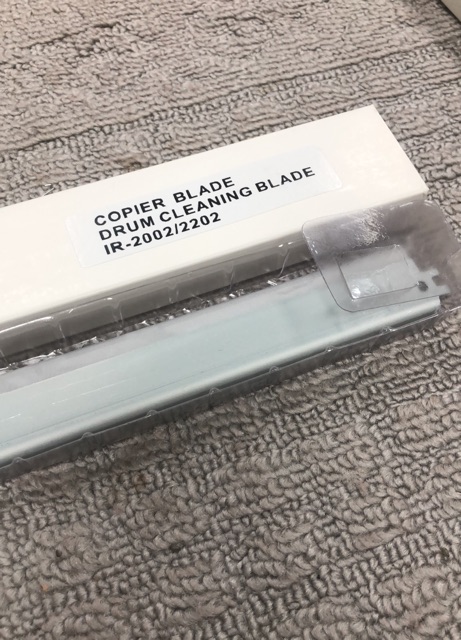 COPIER BLADE
DRUM CLEANING BLADE
IR-2002/2202